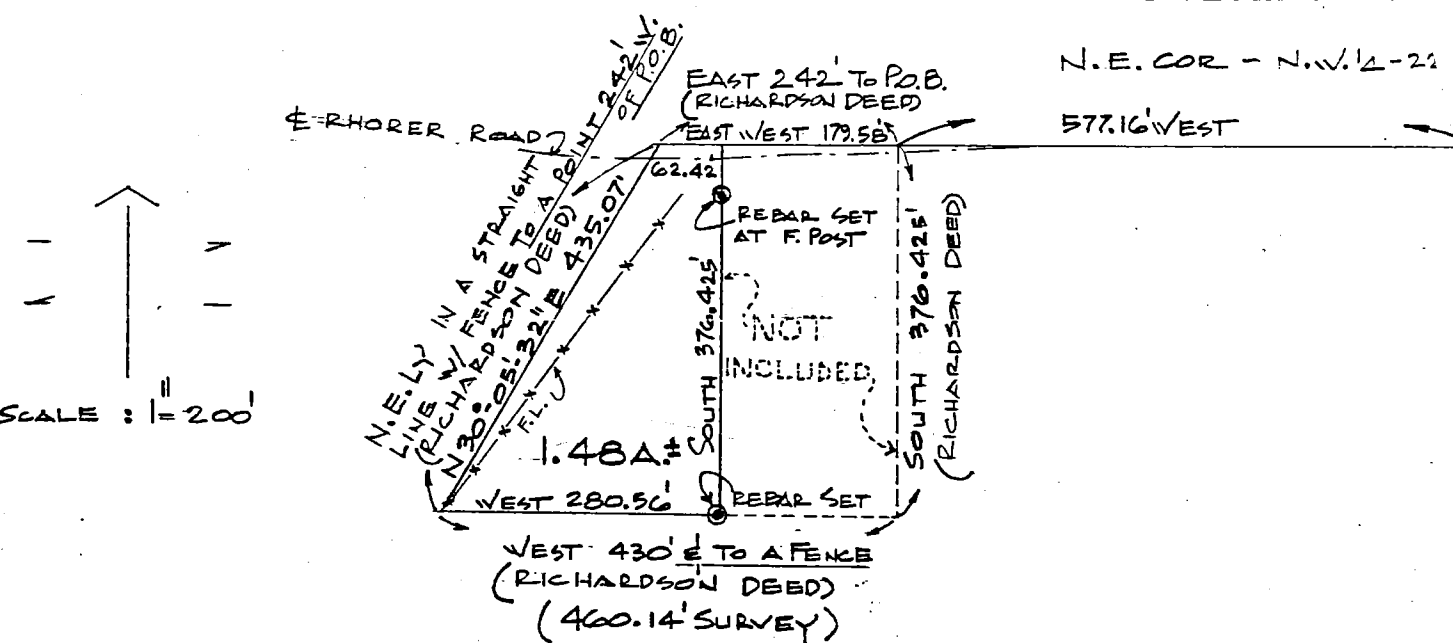 N.E. COR - N.W.1/4-22
577.16' WEST
EAST 242' TO P.O.B.
(RICHARDSON DEED)
EAST WEST 179.58'
℄ RHORER ROAD
62.42'
N.E.LY IN A STRAIGHT
LINE W/ FENCE TO A POINT 242' W.
OF P.O.B.
(RICHARDSON DEED)
N 30°-05'-32" E 435.07'
F.L.
REBAR SET
AT F. POST
SOUTH 376.425'
NOT
INCLUDED
SOUTH 376.425'
(RICHARDSON DEED)
SCALE : 1"=200'
1.48A.±
WEST 280.56'
REBAR SET
WEST 430' & TO A FENCE
(RICHARDSON DEED)
(460.14' SURVEY)